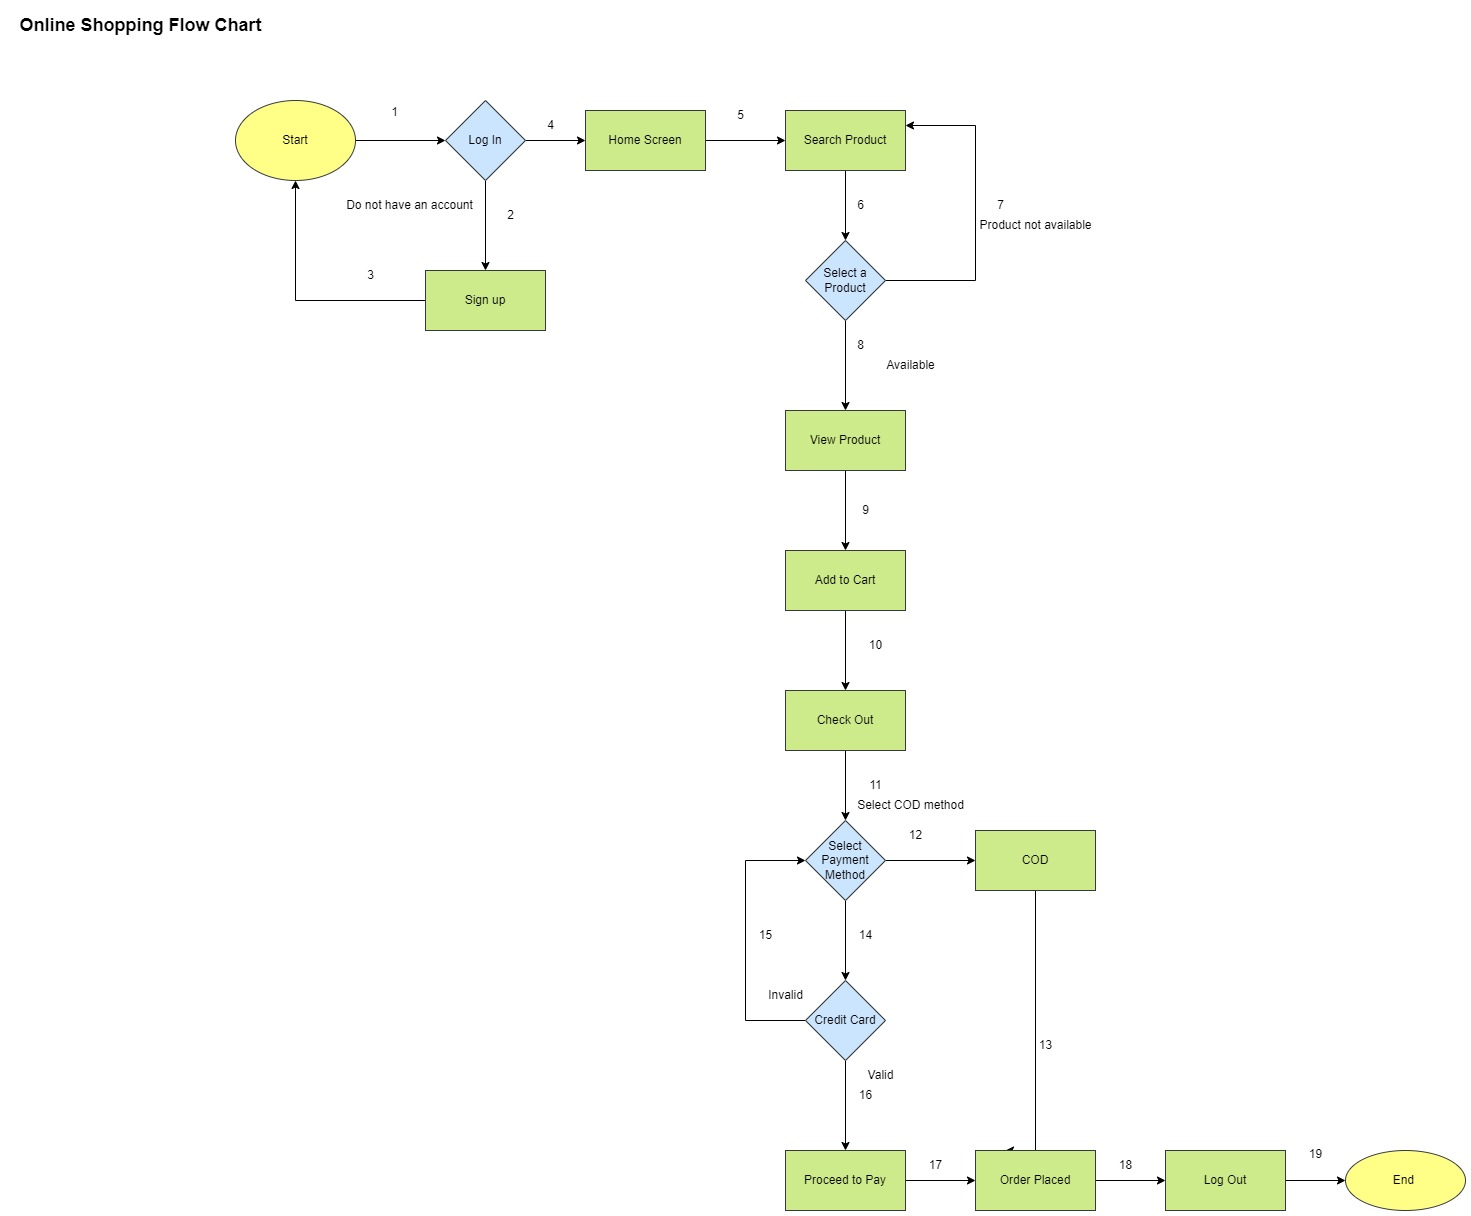 Online Shopping Flow Chart
1
Start
Log In
4
Home Screen
5
Search Product
Do not have an account
2
6
7
Product not available
3
Sign up
Select a
Product
8
Available
View Product
9
Add to Cart
10
Check Out
11
Select COD method
12
Select
Payment
Method
COD
15
14
Invalid
Credit Card
13
Valid
16
Proceed to Pay
17
Order Placed
18
Log Out
19
End